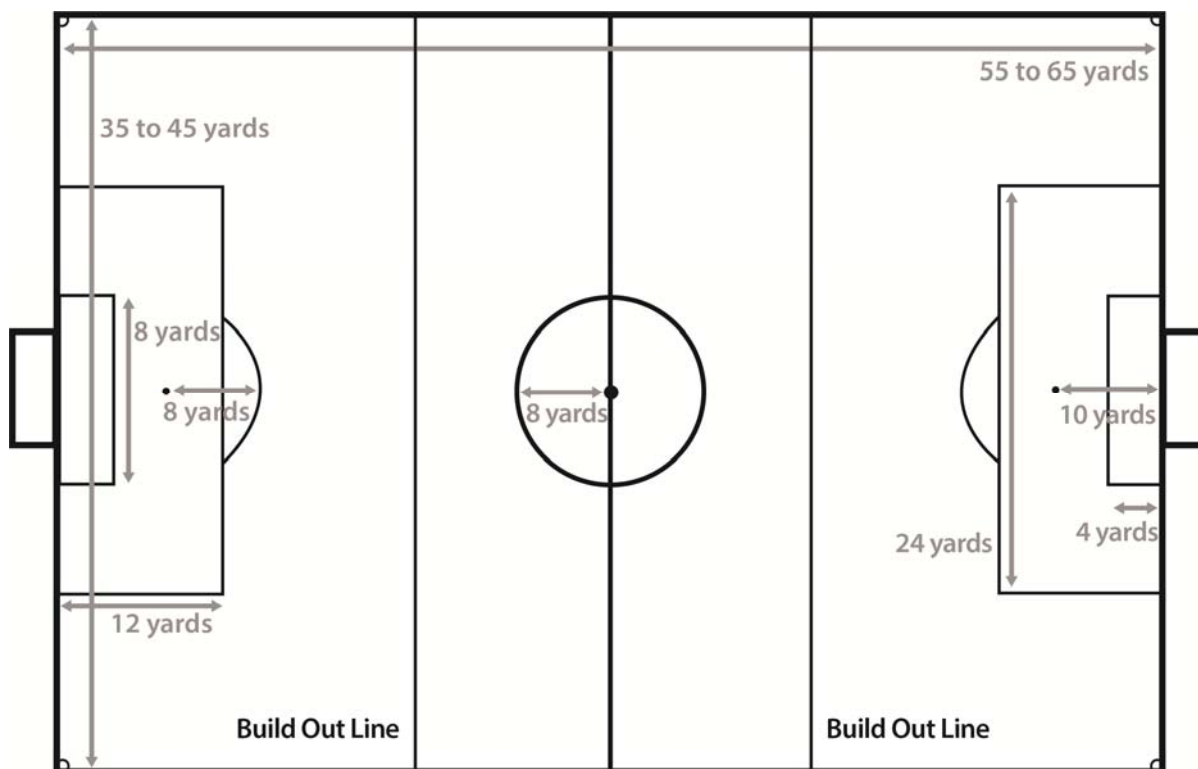 55 to 65 yards
35 to 45 yards
8 yards
8 yards
8 yards
10 yards
4 yards
24 yards
12 yards
Build Out Line
Build Out Line